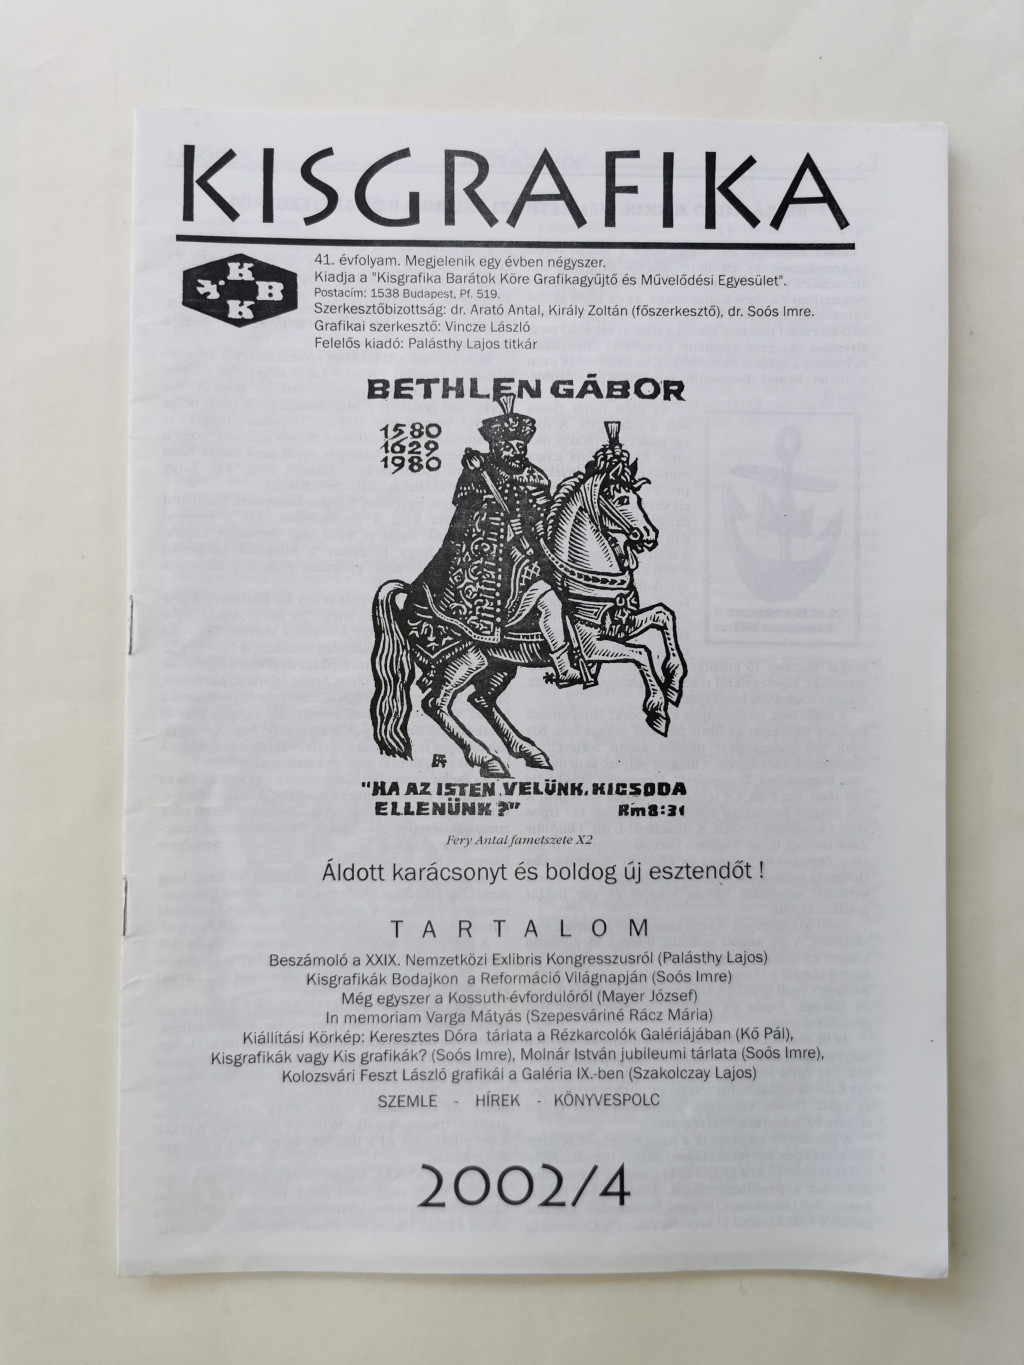 KISGRAFIKA
K
B
K
41. évfolyam. Megjelenik egy évben négyszer.
Kiadja a "Kisgrafika Barátok Köre Grafikagyűjtő és Művelődési Egyesület".
Postacím: 1538 Budapest, Pf. 519.
Szerkesztőbizottság: dr. Arató Antal, Király Zoltán (főszerkesztő), dr. Soós Imre.
Grafikai szerkesztő: Vincze László
Felelős kiadó: Palásthy Lajos titkár
BETHLEN GÁBOR
1580
1629
1980
FA
"HA AZ ISTEN VELÜNK, KICSODA
ELLENÜNK?" Rm 8:31
Fery Antal fametszete X2
Áldott karácsonyt és boldog új esztendőt !
TARTALOM
Beszámoló a XXIX. Nemzetközi Exlibris Kongresszusról (Palásthy Lajos)
Kisgrafikák Bodajkon a Reformáció Világnapján (Soós Imre)
Még egyszer a Kossuth-évfordulóról (Mayer József)
In memoriam Varga Mátyás (Szepesváriné Rácz Mária)
Kiállítási Körkép: Keresztes Dóra tárlata a Rézkarcolók Galériájában (Kő Pál),
Kisgrafikák vagy Kis grafikák? (Soós Imre), Molnár István jubileumi tárlata (Soós Imre),
Kolozsvári Feszt László grafikái a Galéria IX.-ben (Szakolczay Lajos)
SZEMLE - HÍREK - KÖNYVESPOLC
2002/4